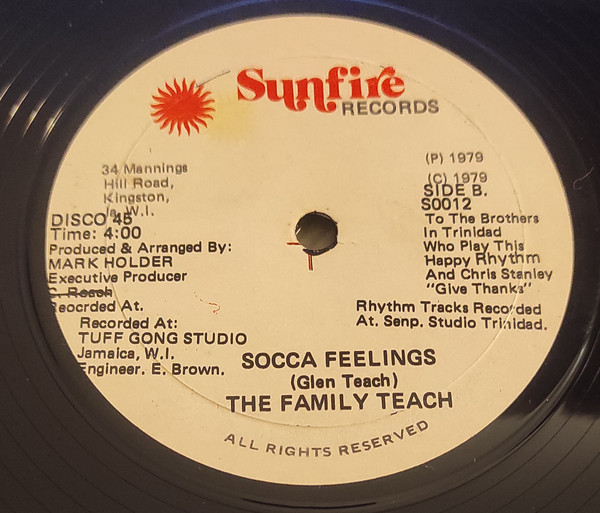 Sunfire
RECORDS
34 Mannings
Hill Road,
Kingston,
Ja, W.I.
DISCO 45
Time: 4:00
Produced & Arranged By:
MARK HOLDER
Executive Producer
C. Reach
Reocrded At.
Recorded At:
TUFF GONG STUDIO
Jamaica, W.I.
Engineer. E. Brown.
(P) 1979
(C) 1979
SIDE B.
S0012
To The Brothers
In Trinidad
Who Play This
Happy Rhythm
And Chris Stanley
"Give Thanks"
Rhythm Tracks Recorded
At. Senp. Studio Trinidad.
SOCCA FEELINGS
(Glen Teach)
THE FAMILY TEACH
ALL RIGHTS RESERVED